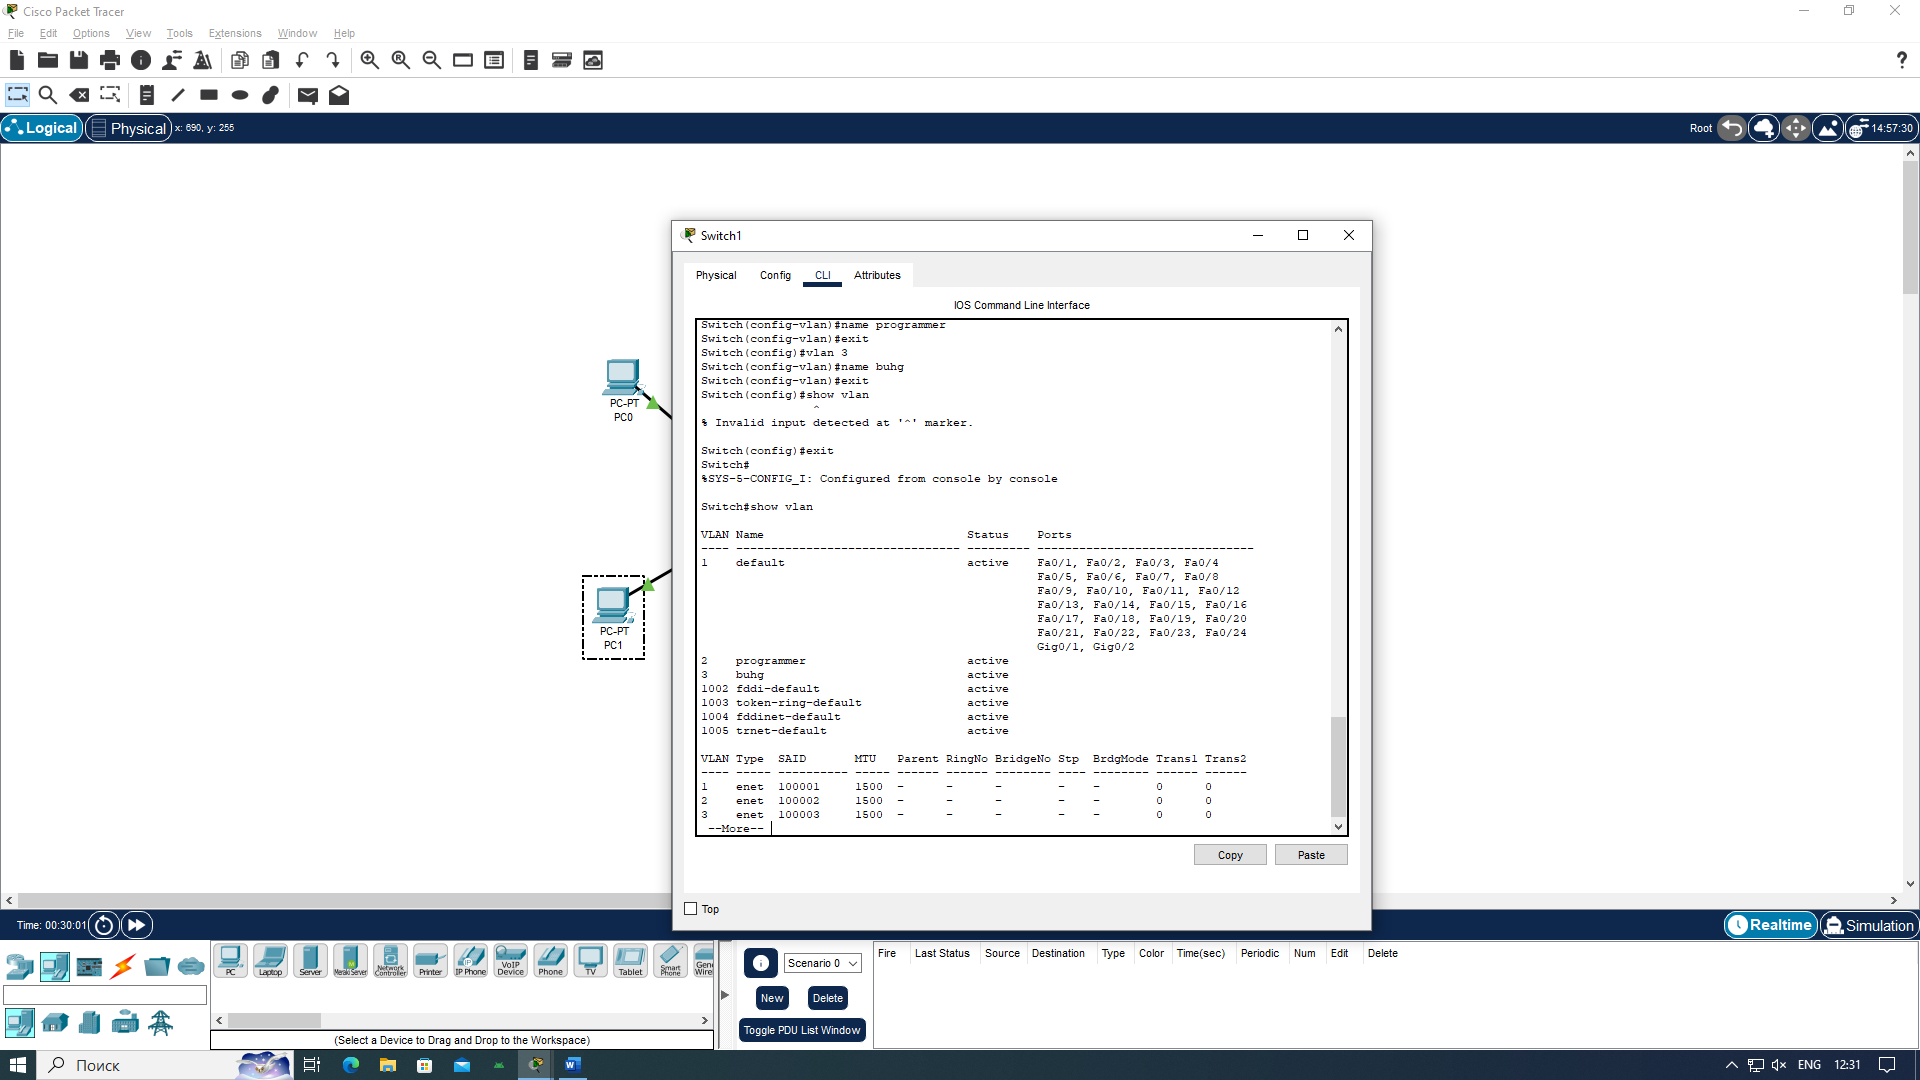 Cisco Packet Tracer
File Edit Options View Tools Extensions Window Help
Logical Physical x: 690, y: 255 Root 14:57:30
Switch1
Physical Config CLI Attributes
IOS Command Line Interface
Switch(config-vlan)#name programmer
Switch(config-vlan)#exit
Switch(config)#vlan 3
Switch(config-vlan)#name buhg
Switch(config-vlan)#exit
Switch(config)#show vlan
^
% Invalid input detected at '^' marker.
Switch(config)#exit
Switch#
%SYS-5-CONFIG_I: Configured from console by console
Switch#show vlan
VLAN Name Status Ports
---- -------------------------------- --------- -------------------------------
1 default active Fa0/1, Fa0/2, Fa0/3, Fa0/4
Fa0/5, Fa0/6, Fa0/7, Fa0/8
Fa0/9, Fa0/10, Fa0/11, Fa0/12
Fa0/13, Fa0/14, Fa0/15, Fa0/16
Fa0/17, Fa0/18, Fa0/19, Fa0/20
Fa0/21, Fa0/22, Fa0/23, Fa0/24
Gig0/1, Gig0/2
2 programmer active
3 buhg active
1002 fddi-default active
1003 token-ring-default active
1004 fddinet-default active
1005 trnet-default active
VLAN Type SAID MTU Parent RingNo BridgeNo Stp BrdgMode Trans1 Trans2
---- ----- ---------- ----- ------ ------ -------- ---- -------- ------ ------
1 enet 100001 1500 - - - - - 0 0
2 enet 100002 1500 - - - - - 0 0
3 enet 100003 1500 - - - - - 0 0
--More--
Copy Paste
Top
PC-PT
PC0
PC-PT
PC1
Time: 00:30:01
Realtime Simulation
PC Laptop Server Meraki Server Network Controller Printer IP Phone VoIP Device Phone TV Tablet Smart Phone
(Select a Device to Drag and Drop to the Workspace)
Scenario 0
New Delete
Toggle PDU List Window
Fire Last Status Source Destination Type Color Time(sec) Periodic Num Edit Delete
Поиск
ENG 12:31